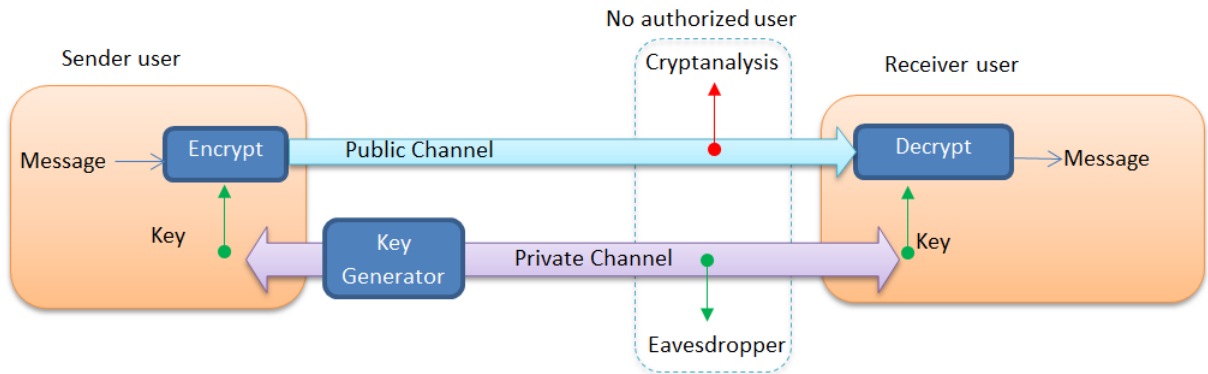 No authorized user
Sender user
Cryptanalysis
Receiver user
Message
Encrypt
Public Channel
Decrypt
Message
Key
Key
Generator
Private Channel
Key
Eavesdropper